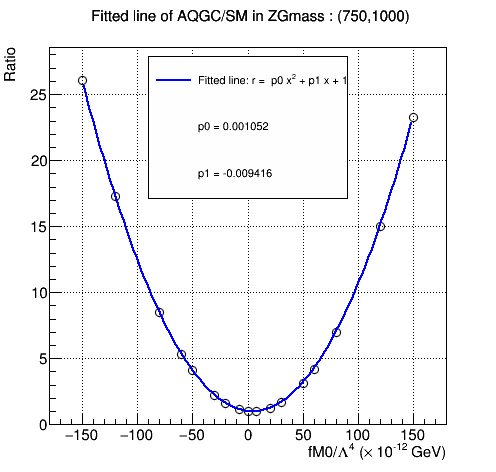 Fitted line of AQGC/SM in ZGmass : (750,1000)
Ratio
Fitted line: r = p0 x² + p1 x + 1
p0 = 0.001052
p1 = -0.009416
25
20
15
10
5
0
−150 −100 −50 0 50 100 150
fM0/Λ⁴ (× 10⁻¹² GeV)